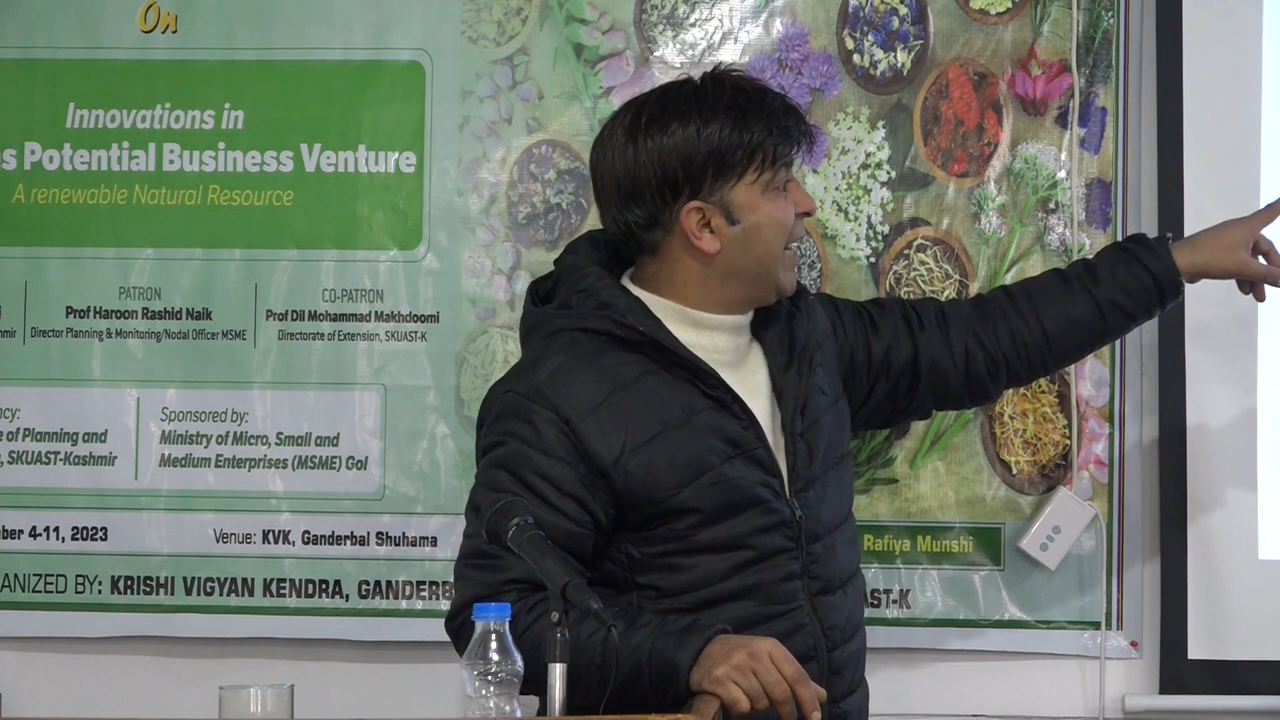 On
Innovations in
s Potential Business Venture
A renewable Natural Resource
PATRON
Prof Haroon Rashid Naik
Director Planning & Monitoring/Nodal Officer MSME
CO-PATRON
Prof Dil Mohammad Makhdoomi
Directorate of Extension, SKUAST-K
mir
ncy:
e of Planning and
, SKUAST-Kashmir
Sponsored by:
Ministry of Micro, Small and
Medium Enterprises (MSME) GoI
ber 4-11, 2023
Venue: KVK, Ganderbal Shuhama
Rafiya Munshi
GANIZED BY: KRISHI VIGYAN KENDRA, GANDERB
AST-K